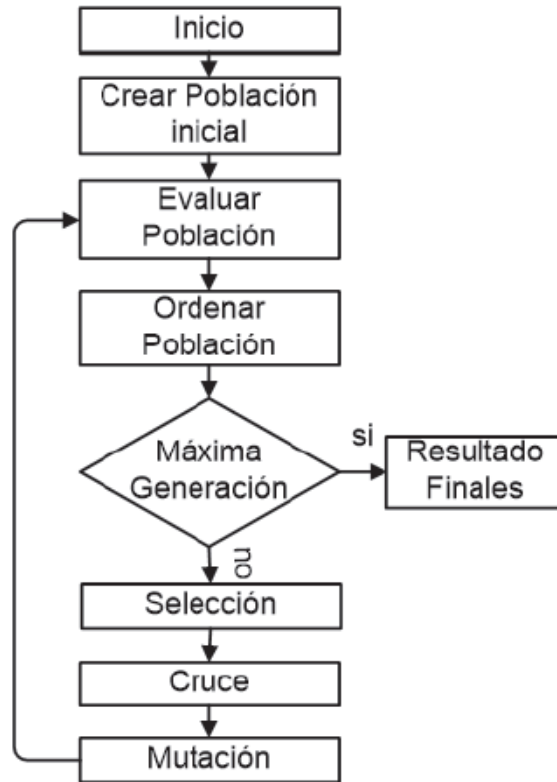 Inicio
Crear Población
inicial
Evaluar
Población
Ordenar
Población
Máxima
Generación
si
Resultado
Finales
no
Selección
Cruce
Mutación